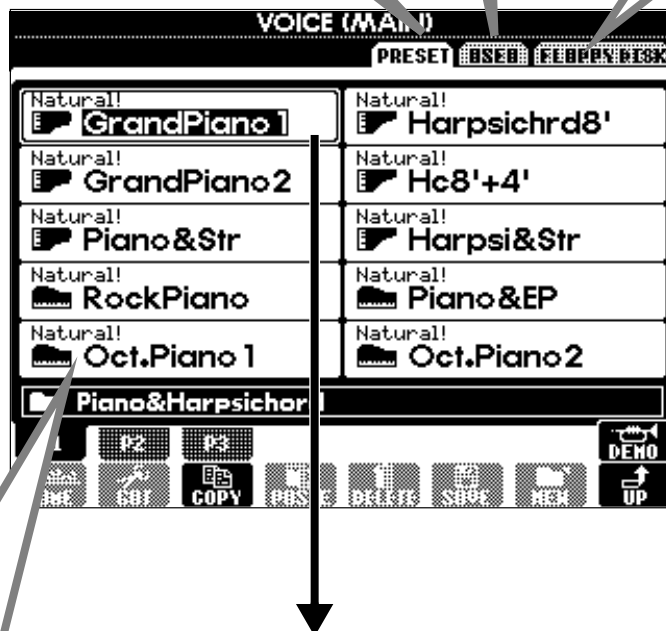 VOICE (MAIN)
PRESET USER FLOPPY DISK
Natural! Natural!
GrandPiano1 Harpsichrd8'
Natural! Natural!
GrandPiano2 Hc8'+4'
Natural! Natural!
Piano&Str Harpsi&Str
Natural! Natural!
RockPiano Piano&EP
Natural! Natural!
Oct.Piano1 Oct.Piano2
Piano&Harpsichord
P2 P3 DEMO
CUT COPY PASTE DELETE SAVE NEW UP